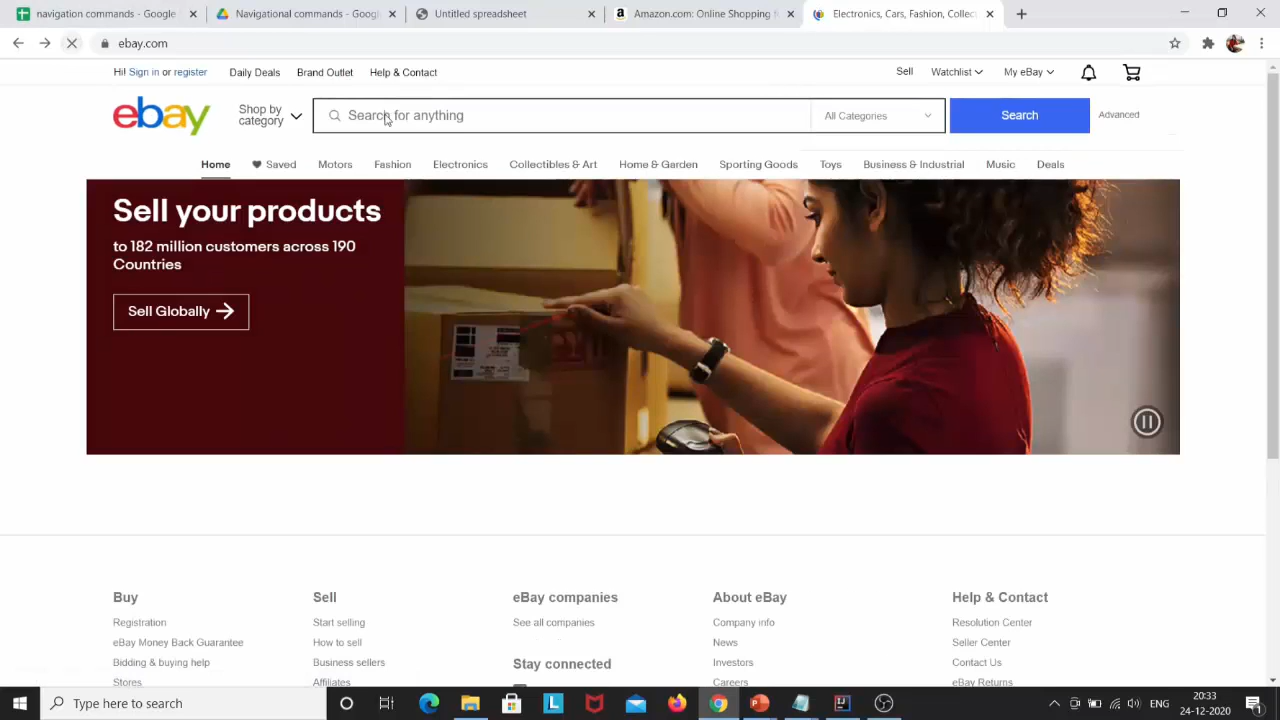 navigation commands - Google S
Navigational commands - Google
Untitled spreadsheet
Amazon.com: Online Shopping f
Electronics, Cars, Fashion, Collec
ebay.com
Hi! Sign in or register
Daily Deals
Brand Outlet
Help & Contact
Sell
Watchlist
My eBay
ebay
Shop by
category
Search for anything
All Categories
Search
Advanced
Home
Saved
Motors
Fashion
Electronics
Collectibles & Art
Home & Garden
Sporting Goods
Toys
Business & Industrial
Music
Deals
Sell your products
to 182 million customers across 190
Countries
Sell Globally
Buy
Registration
eBay Money Back Guarantee
Bidding & buying help
Stores
Sell
Start selling
How to sell
Business sellers
Affiliates
eBay companies
See all companies
Stay connected
About eBay
Company info
News
Investors
Careers
Help & Contact
Resolution Center
Seller Center
Contact Us
eBay Returns
Type here to search
ENG
20:33
24-12-2020